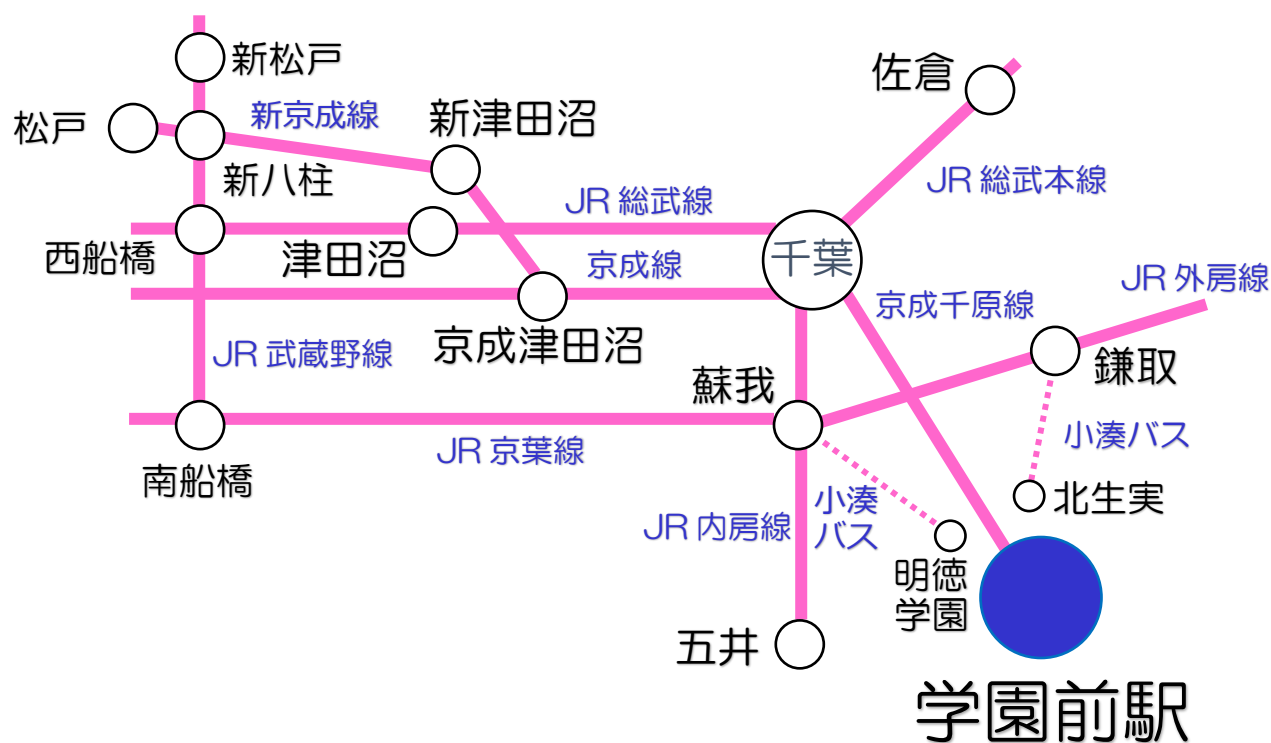 新松戸
佐倉
松戸
新京成線
新津田沼
新八柱
JR 総武線
JR 総武本線
西船橋
津田沼
京成線
千葉
JR 外房線
京成千原線
JR 武蔵野線
京成津田沼
蘇我
鎌取
小湊バス
JR 京葉線
南船橋
北生実
JR 内房線
小湊
バス
明徳
学園
五井
学園前駅